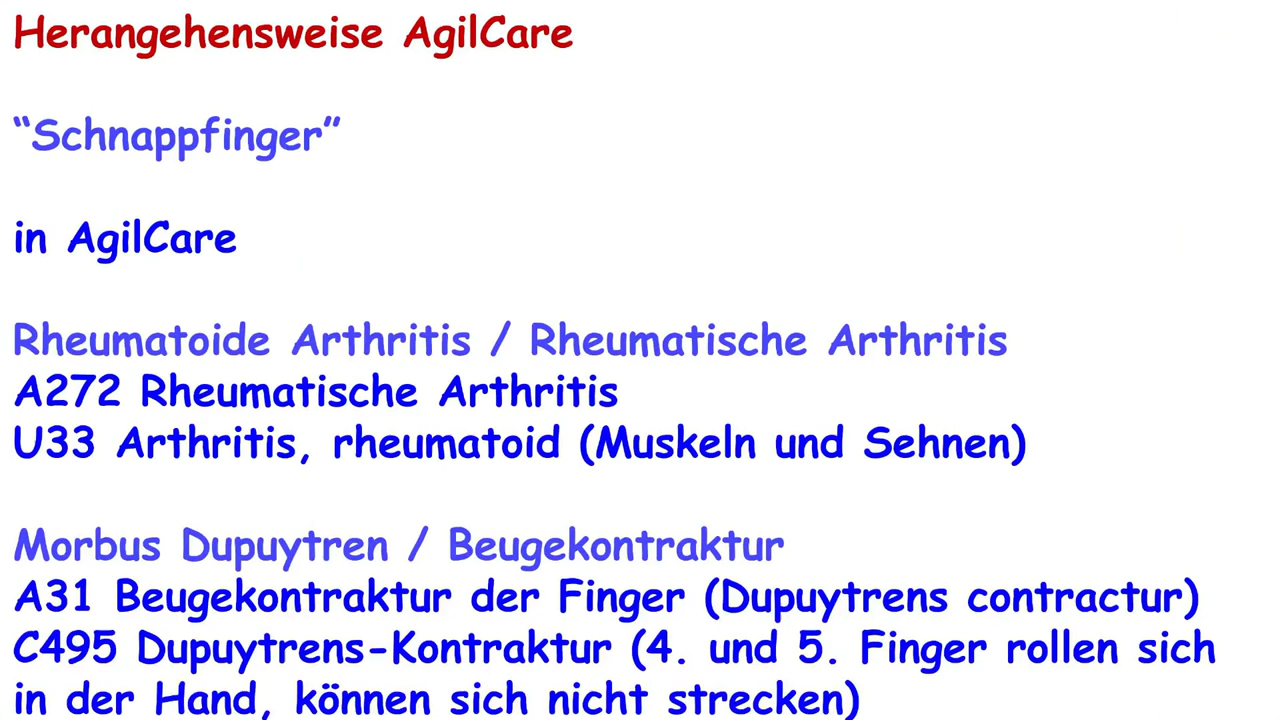 Herangehensweise AgilCare
“Schnappfinger”
in AgilCare
Rheumatoide Arthritis / Rheumatische Arthritis
A272 Rheumatische Arthritis
U33 Arthritis, rheumatoid (Muskeln und Sehnen)
Morbus Dupuytren / Beugekontraktur
A31 Beugekontraktur der Finger (Dupuytrens contractur)
C495 Dupuytrens-Kontraktur (4. und 5. Finger rollen sich
in der Hand, können sich nicht strecken)